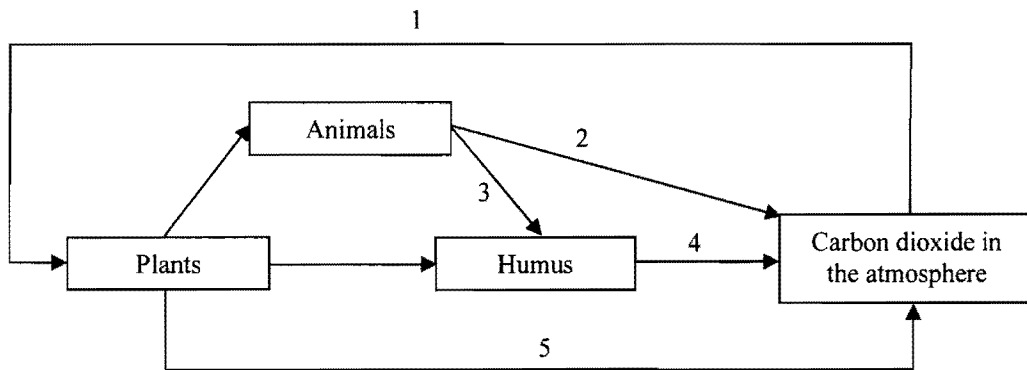 1
Animals
2
3
Plants
Humus
4
Carbon dioxide in
the atmosphere
5